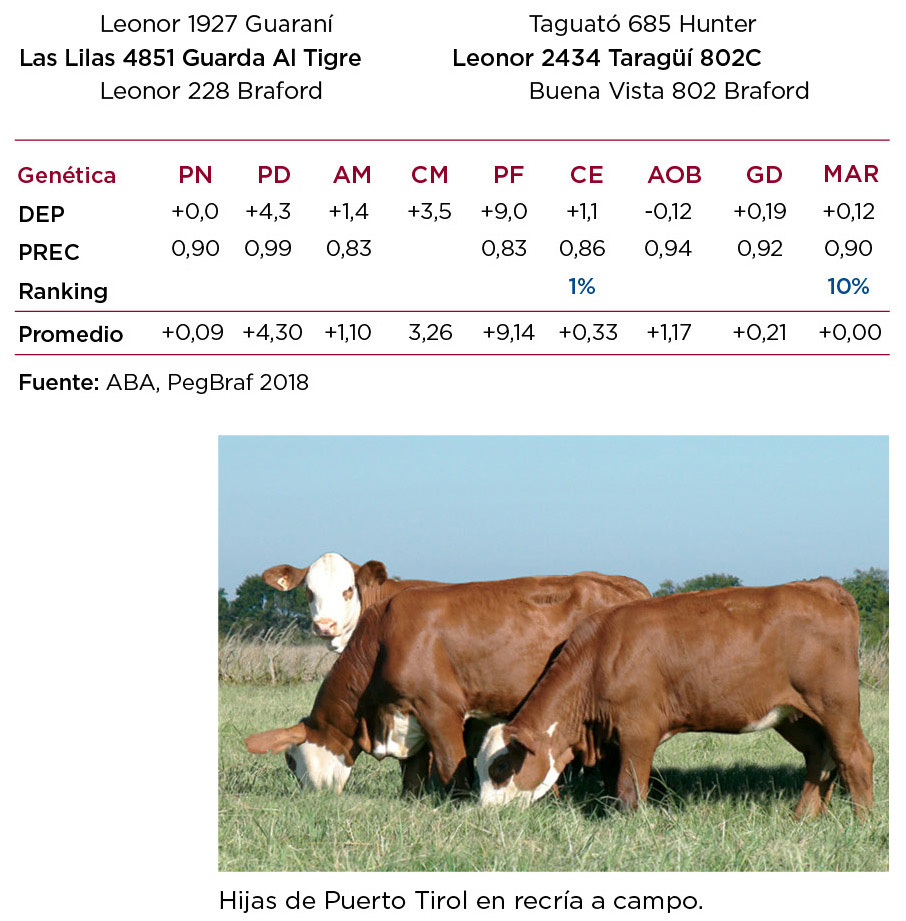 Leonor 1927 Guaraní Taguató 685 Hunter
Las Lilas 4851 Guarda Al Tigre Leonor 2434 Taragüí 802C
Leonor 228 Braford Buena Vista 802 Braford
Genética PN PD AM CM PF CE AOB GD MAR
DEP +0,0 +4,3 +1,4 +3,5 +9,0 +1,1 -0,12 +0,19 +0,12
PREC 0,90 0,99 0,83 0,83 0,86 0,94 0,92 0,90
Ranking 1% 10%
Promedio +0,09 +4,30 +1,10 3,26 +9,14 +0,33 +1,17 +0,21 +0,00
Fuente: ABA, PegBraf 2018
Hijas de Puerto Tirol en recría a campo.